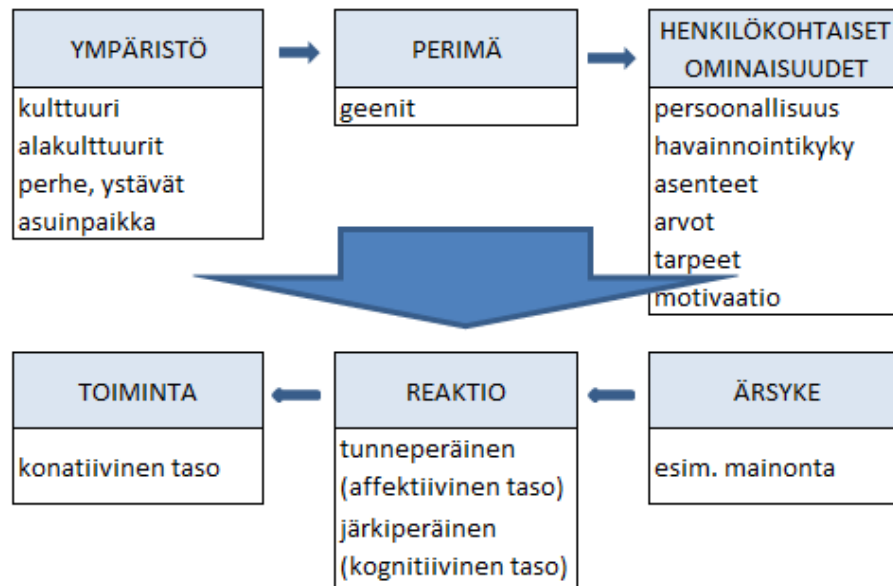 YMPÄRISTÖ
kulttuuri
alakulttuurit
perhe, ystävät
asuinpaikka
PERIMÄ
geenit
HENKILÖKOHTAISET
OMINAISUUDET
persoonallisuus
havainnointikyky
asenteet
arvot
tarpeet
motivaatio
TOIMINTA
konatiivinen taso
REAKTIO
tunneperäinen
(affektiivinen taso)
järkiperäinen
(kognitiivinen taso)
ÄRSYKE
esim. mainonta